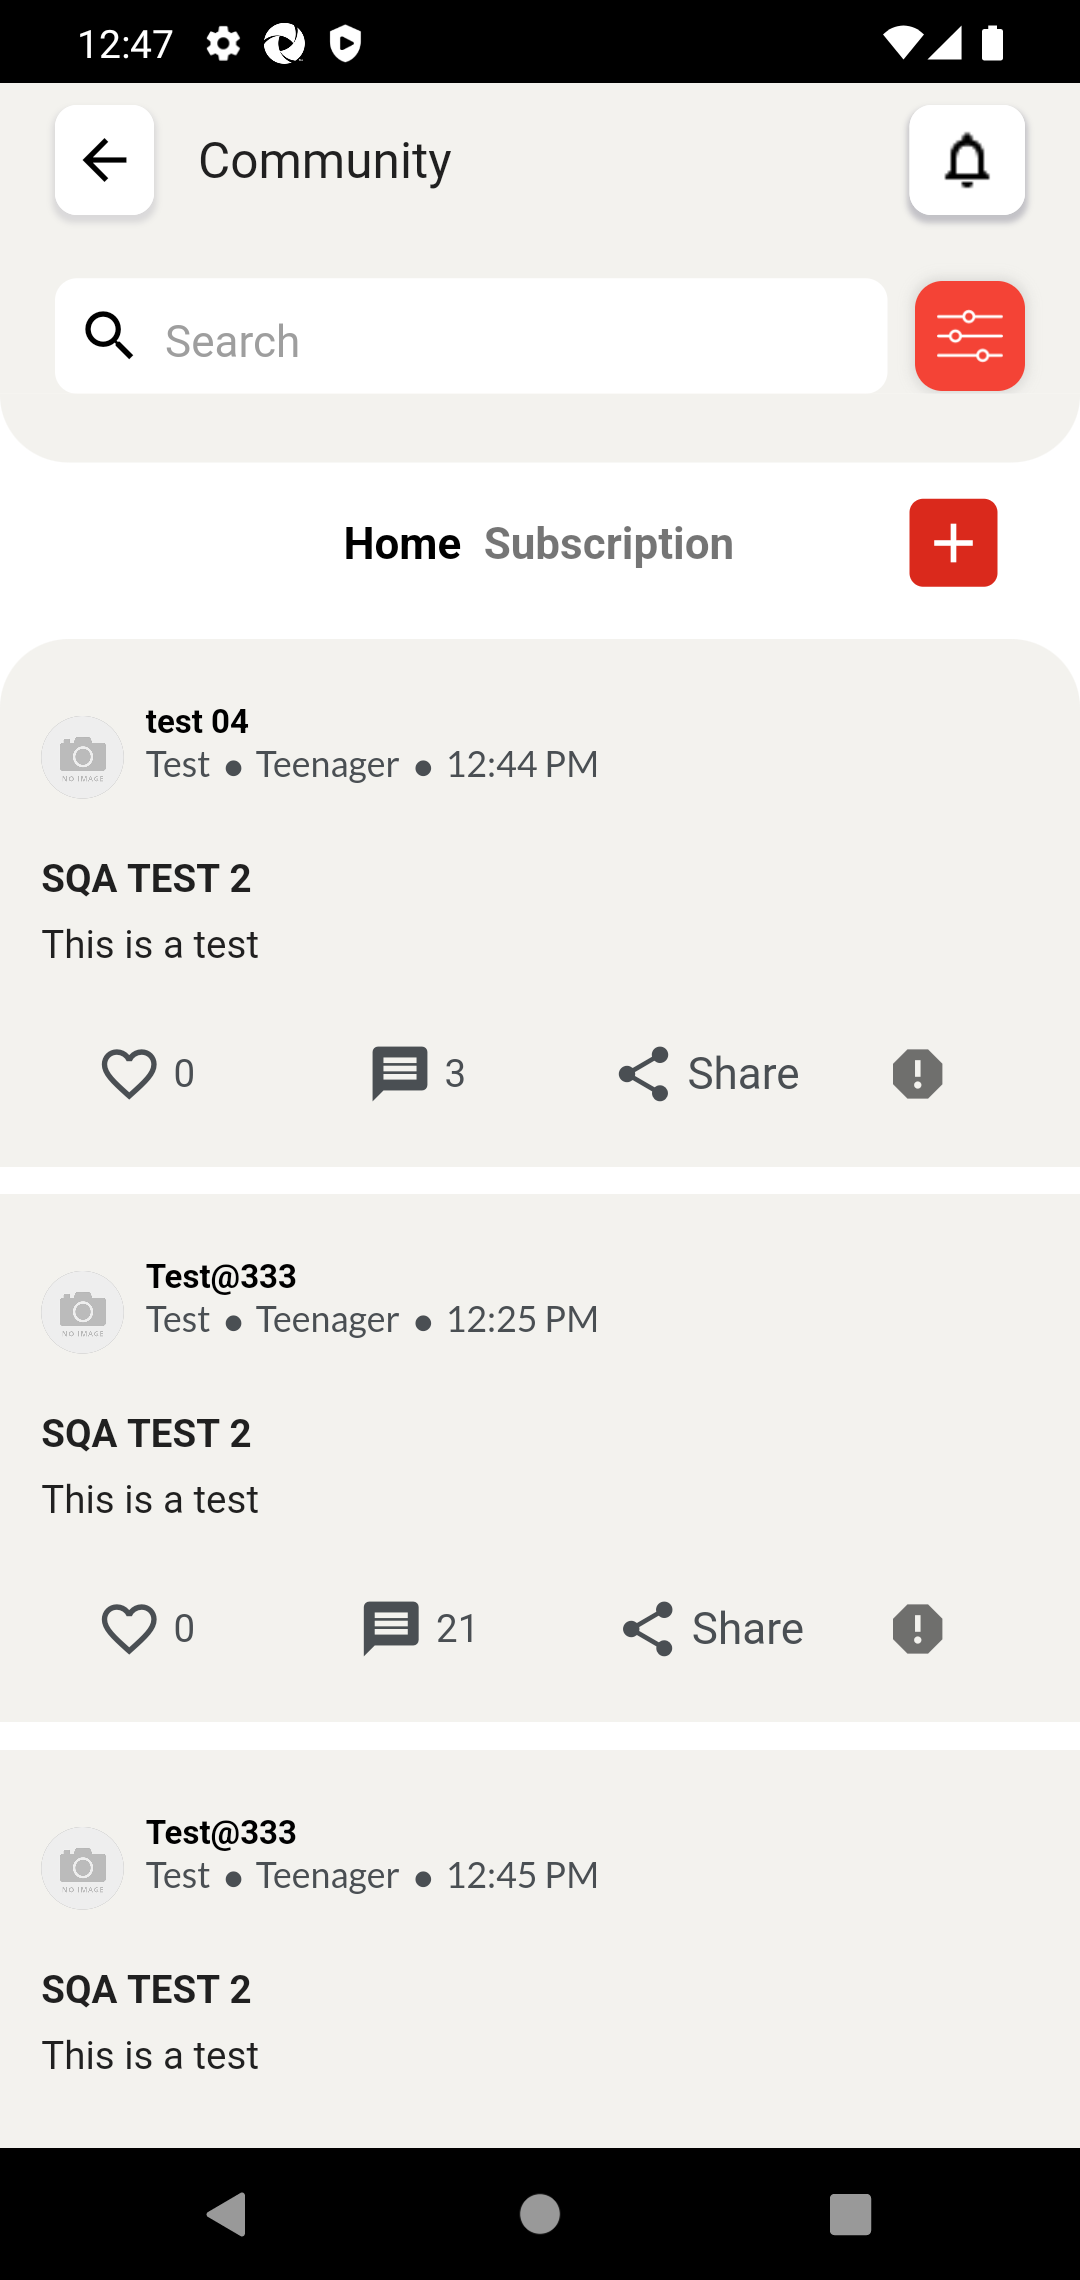 12:47
Community
Search
Home Subscription
test 04
Test ● Teenager ● 12:44 PM
NO IMAGE
SQA TEST 2
This is a test
0 3 Share
Test@333
Test ● Teenager ● 12:25 PM
NO IMAGE
SQA TEST 2
This is a test
0 21 Share
Test@333
Test ● Teenager ● 12:45 PM
NO IMAGE
SQA TEST 2
This is a test